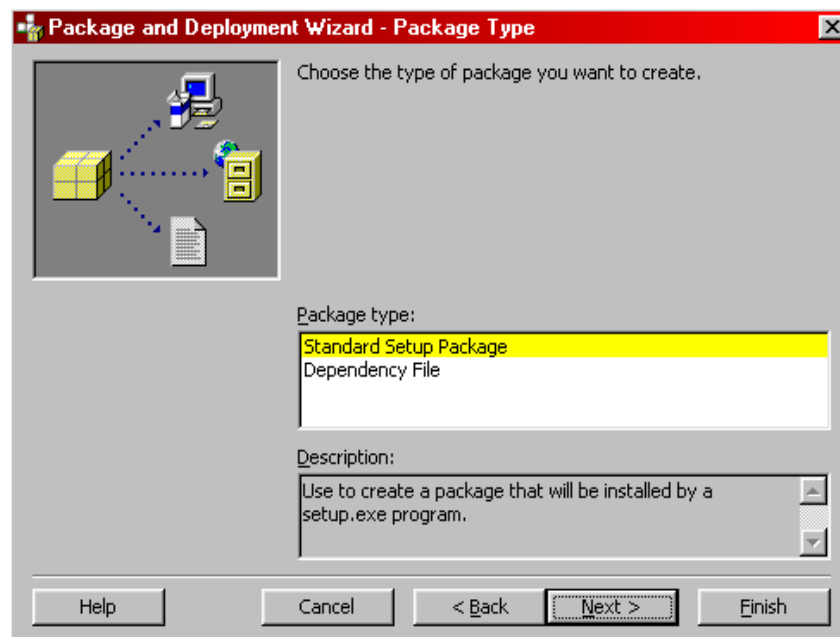 Package and Deployment Wizard - Package Type
Choose the type of package you want to create.
Package type:
Standard Setup Package
Dependency File
Description:
Use to create a package that will be installed by a
setup.exe program.
Help
Cancel
< Back
Next >
Finish